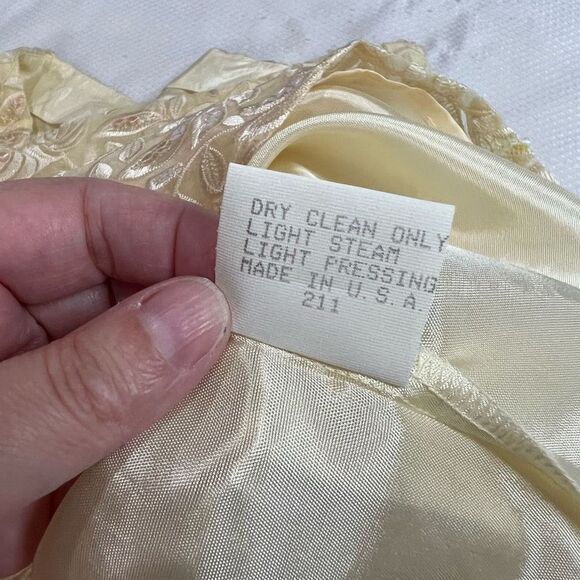 DRY CLEAN ONLY
LIGHT STEAM
LIGHT PRESSING
MADE IN U.S.A.
211